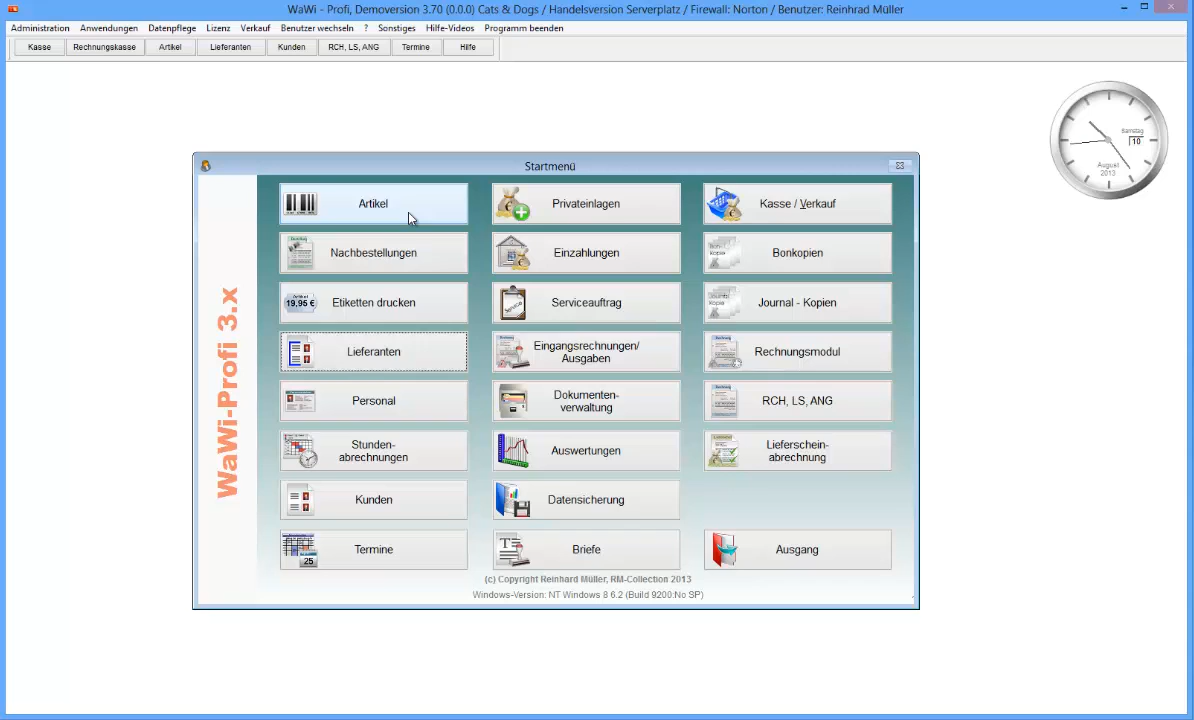 WaWi - Profi, Demoversion 3.70 (0.0.0) Cats & Dogs / Handelsversion Serverplatz / Firewall: Norton / Benutzer: Reinhrad Müller
Administration Anwendungen Datenpflege Lizenz Verkauf Benutzer wechseln ? Sonstiges Hilfe-Videos Programm beenden
Kasse Rechnungskasse Artikel Lieferanten Kunden RCH, LS, ANG Termine Hilfe
Samstag
10
August
2013
Startmenü
WaWi-Profi 3.x
Artikel
Privateinlagen
Kasse / Verkauf
Nachbestellungen
Einzahlungen
Bonkopien
19,95 €
Etiketten drucken
Serviceauftrag
Journal - Kopien
Lieferanten
Eingangsrechnungen/
Ausgaben
Rechnungsmodul
Personal
Dokumenten-
verwaltung
RCH, LS, ANG
Stunden-
abrechnungen
Auswertungen
Lieferschein-
abrechnung
Kunden
Datensicherung
25
Termine
Briefe
Ausgang
(c) Copyright Reinhard Müller, RM-Collection 2013
Windows-Version: NT Windows 8 6.2 (Build 9200:No SP)